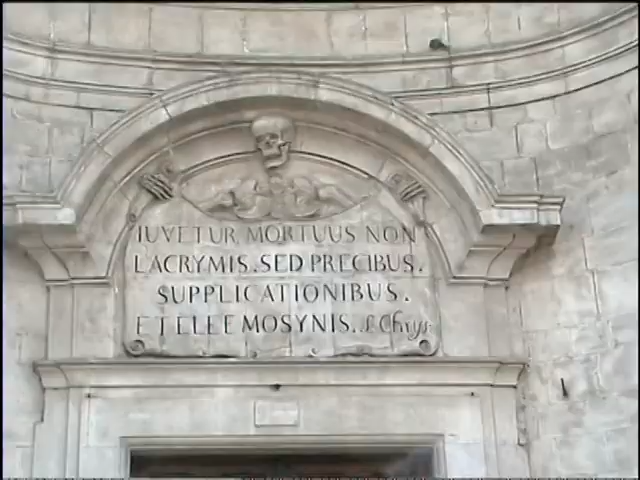 IUVETUR MORTUUS NON
LACRYMIS.SED PRECIBUS.
SUPPLICATIONIBUS.
ET ELEEMOSYNIS. S.Chrys